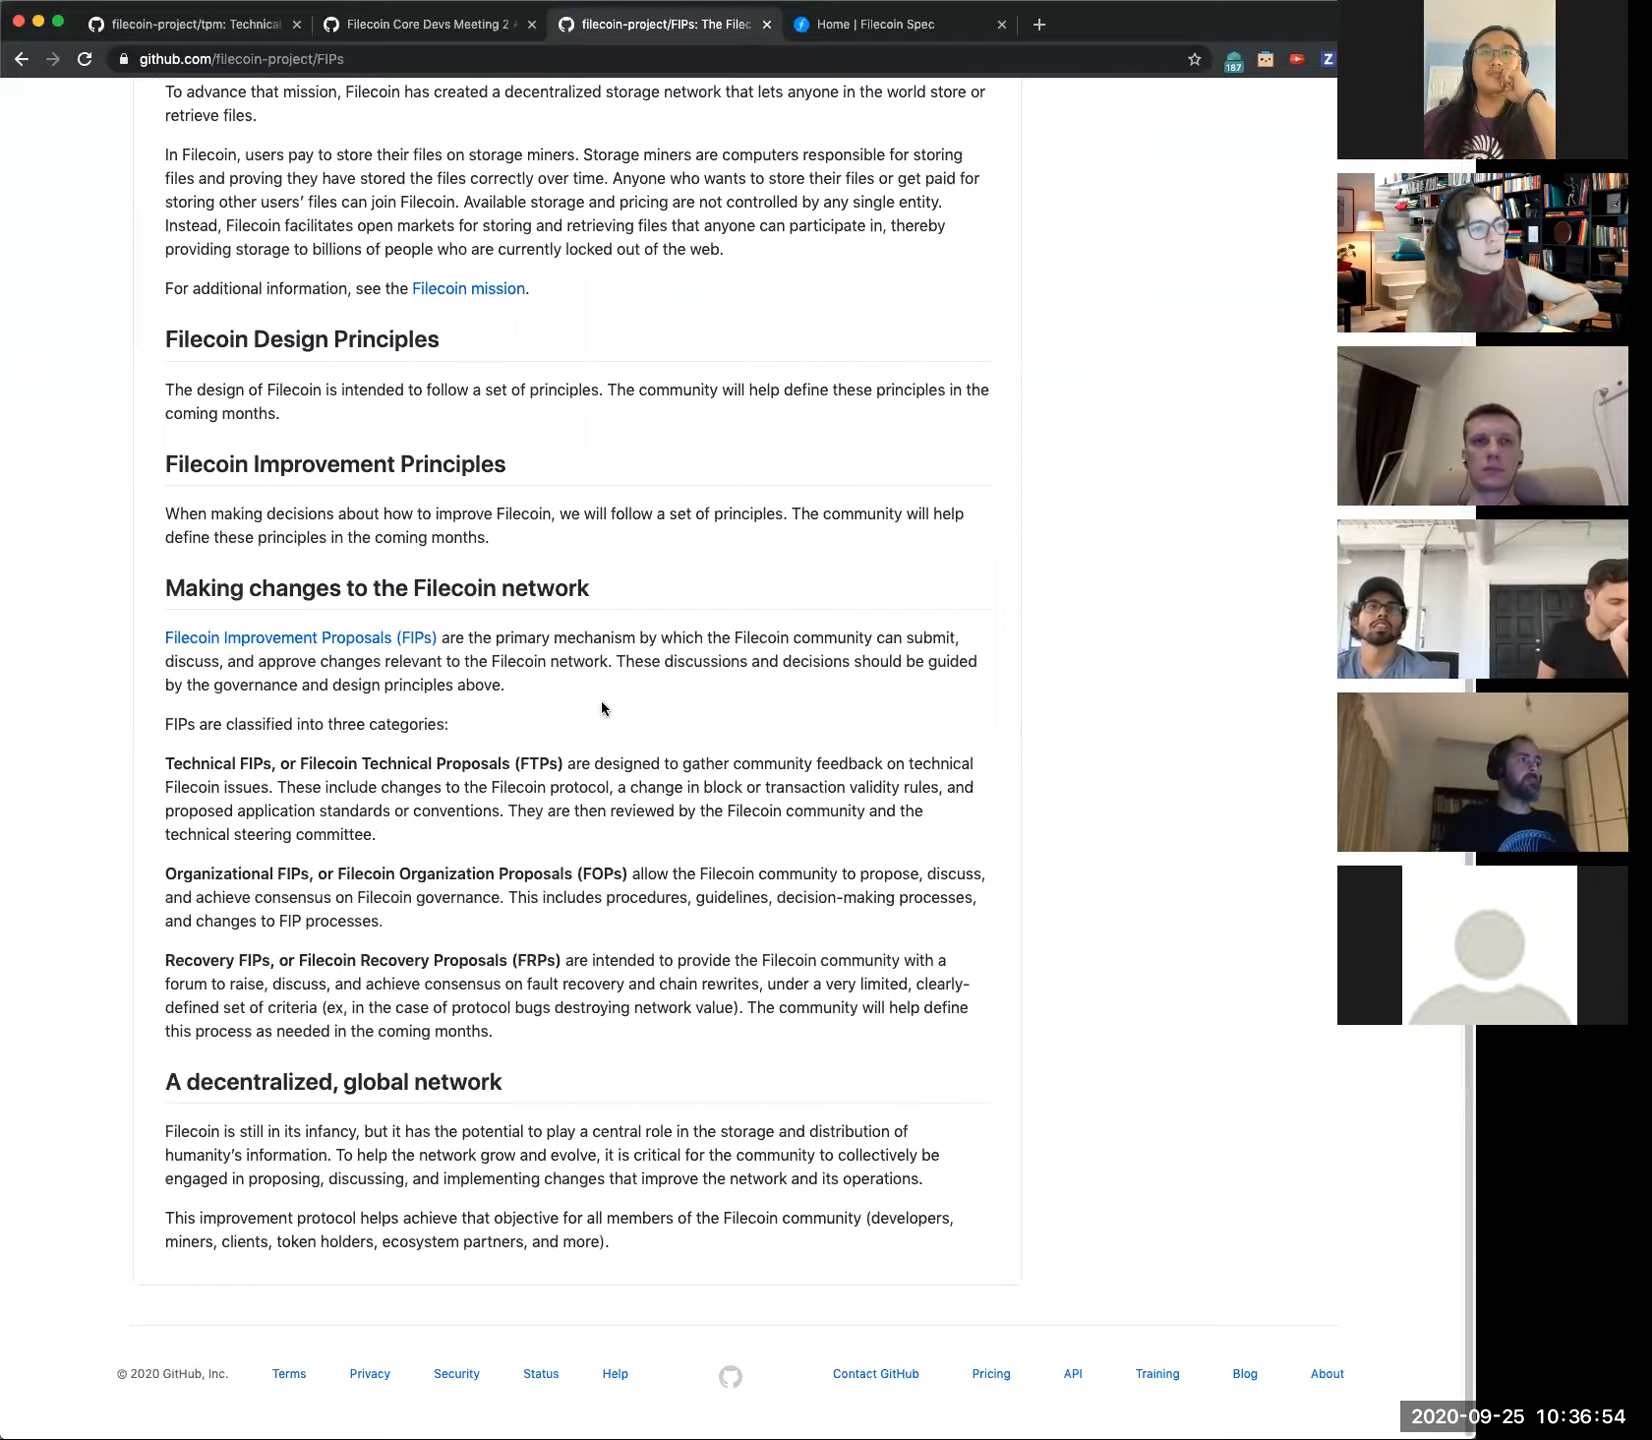 filecoin-project/tpm: Technical
Filecoin Core Devs Meeting 2
filecoin-project/FIPs: The Filec
Home | Filecoin Spec
github.com/filecoin-project/FIPs
187
Z
To advance that mission, Filecoin has created a decentralized storage network that lets anyone in the world store or
retrieve files.
In Filecoin, users pay to store their files on storage miners. Storage miners are computers responsible for storing
files and proving they have stored the files correctly over time. Anyone who wants to store their files or get paid for
storing other users’ files can join Filecoin. Available storage and pricing are not controlled by any single entity.
Instead, Filecoin facilitates open markets for storing and retrieving files that anyone can participate in, thereby
providing storage to billions of people who are currently locked out of the web.
For additional information, see the Filecoin mission.
Filecoin Design Principles
The design of Filecoin is intended to follow a set of principles. The community will help define these principles in the
coming months.
Filecoin Improvement Principles
When making decisions about how to improve Filecoin, we will follow a set of principles. The community will help
define these principles in the coming months.
Making changes to the Filecoin network
Filecoin Improvement Proposals (FIPs) are the primary mechanism by which the Filecoin community can submit,
discuss, and approve changes relevant to the Filecoin network. These discussions and decisions should be guided
by the governance and design principles above.
FIPs are classified into three categories:
Technical FIPs, or Filecoin Technical Proposals (FTPs) are designed to gather community feedback on technical
Filecoin issues. These include changes to the Filecoin protocol, a change in block or transaction validity rules, and
proposed application standards or conventions. They are then reviewed by the Filecoin community and the
technical steering committee.
Organizational FIPs, or Filecoin Organization Proposals (FOPs) allow the Filecoin community to propose, discuss,
and achieve consensus on Filecoin governance. This includes procedures, guidelines, decision-making processes,
and changes to FIP processes.
Recovery FIPs, or Filecoin Recovery Proposals (FRPs) are intended to provide the Filecoin community with a
forum to raise, discuss, and achieve consensus on fault recovery and chain rewrites, under a very limited, clearly-
defined set of criteria (ex, in the case of protocol bugs destroying network value). The community will help define
this process as needed in the coming months.
A decentralized, global network
Filecoin is still in its infancy, but it has the potential to play a central role in the storage and distribution of
humanity’s information. To help the network grow and evolve, it is critical for the community to collectively be
engaged in proposing, discussing, and implementing changes that improve the network and its operations.
This improvement protocol helps achieve that objective for all members of the Filecoin community (developers,
miners, clients, token holders, ecosystem partners, and more).
© 2020 GitHub, Inc. Terms Privacy Security Status Help Contact GitHub Pricing API Training Blog About
2020-09-25 10:36:54